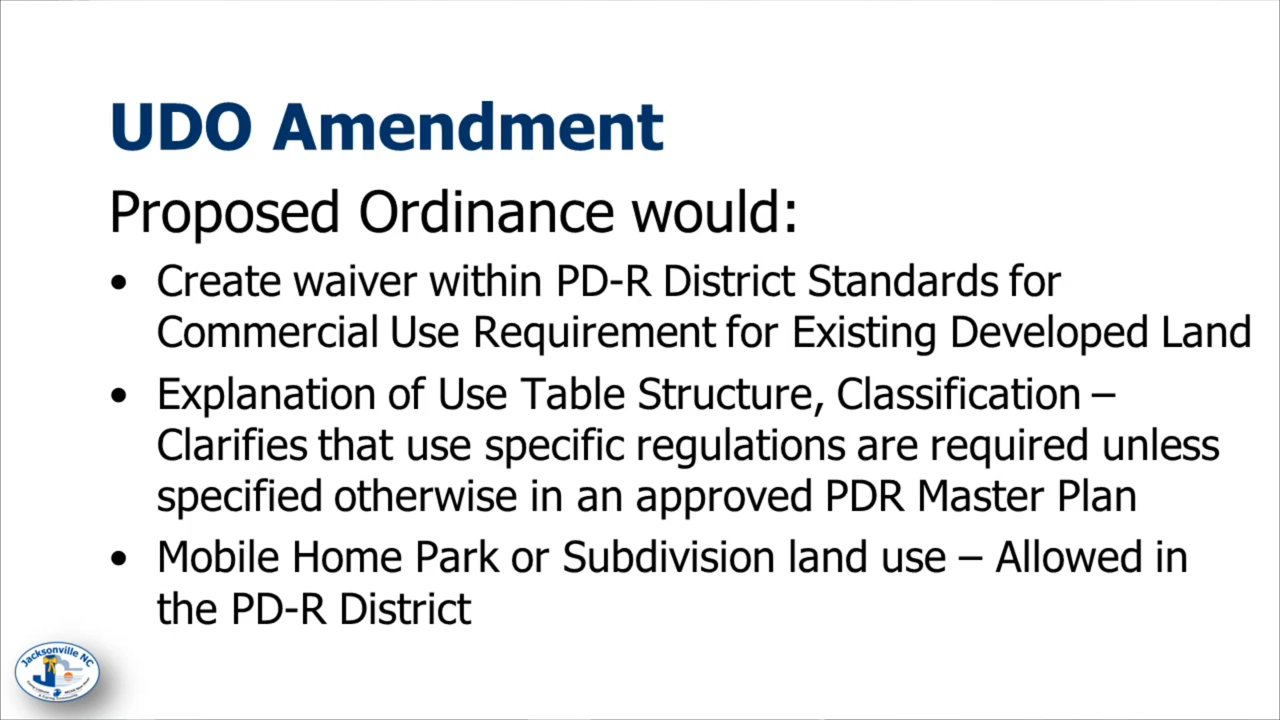 UDO Amendment
Proposed Ordinance would:
• Create waiver within PD-R District Standards for
Commercial Use Requirement for Existing Developed Land
• Explanation of Use Table Structure, Classification –
Clarifies that use specific regulations are required unless
specified otherwise in an approved PDR Master Plan
• Mobile Home Park or Subdivision land use – Allowed in
the PD-R District
Jacksonville NC